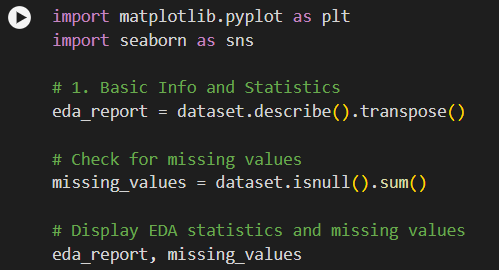 import matplotlib.pyplot as plt
import seaborn as sns
# 1. Basic Info and Statistics
eda_report = dataset.describe().transpose()
# Check for missing values
missing_values = dataset.isnull().sum()
# Display EDA statistics and missing values
eda_report, missing_values